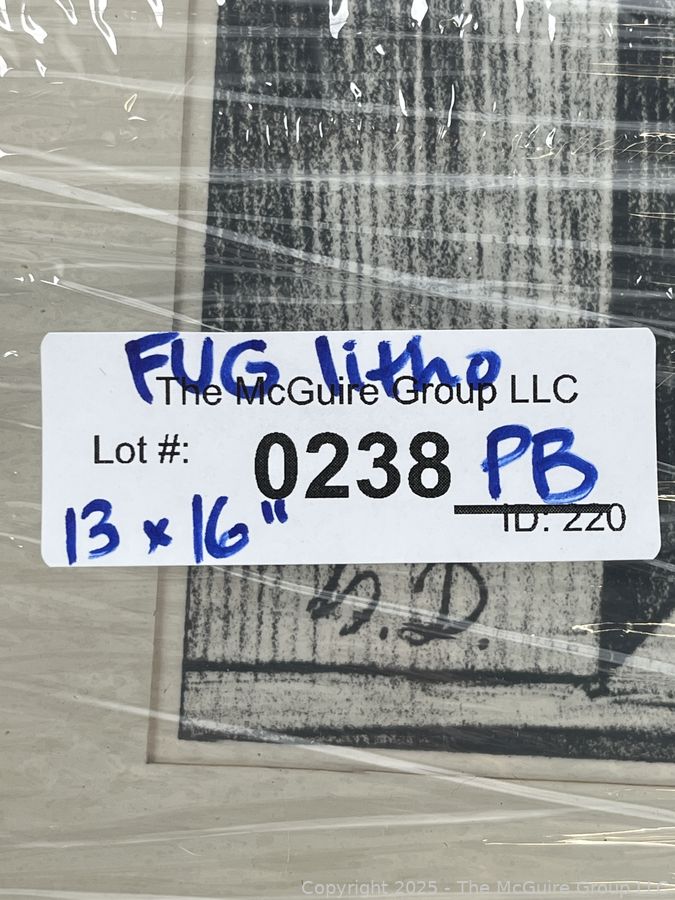 FUG litho
The McGuire Group LLC
Lot #: 0238 PB
13 x 16"
ID: 220
H.D.
Copyright 2025 - The McGuire Group LLC